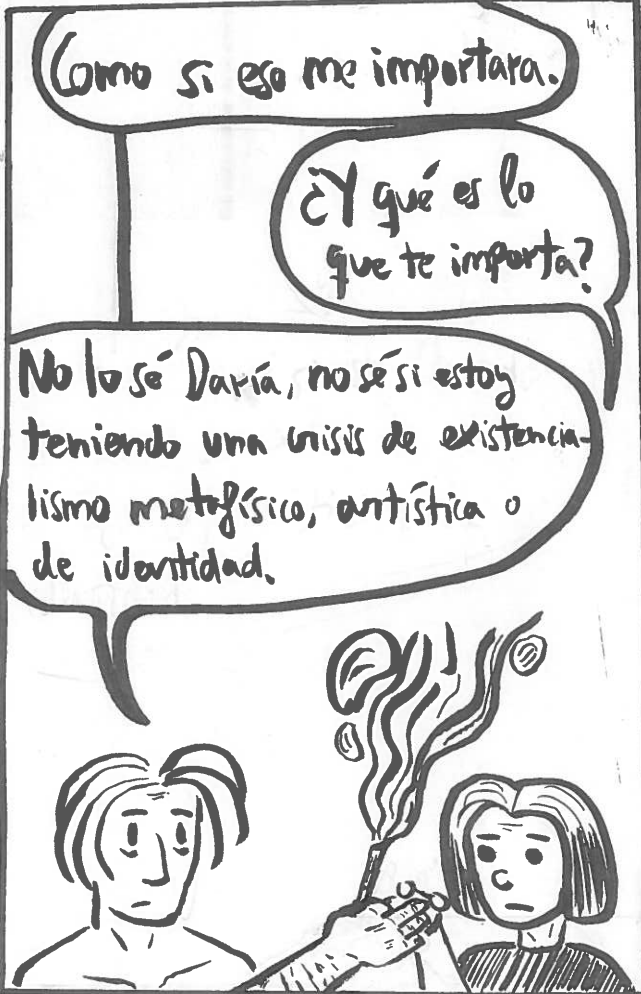 Como si eso me importara.
¿Y qué es lo
que te importa?
No lo sé Daría, no sé si estoy
teniendo una crisis de existencia-
lismo metafísico, artística o
de identidad.